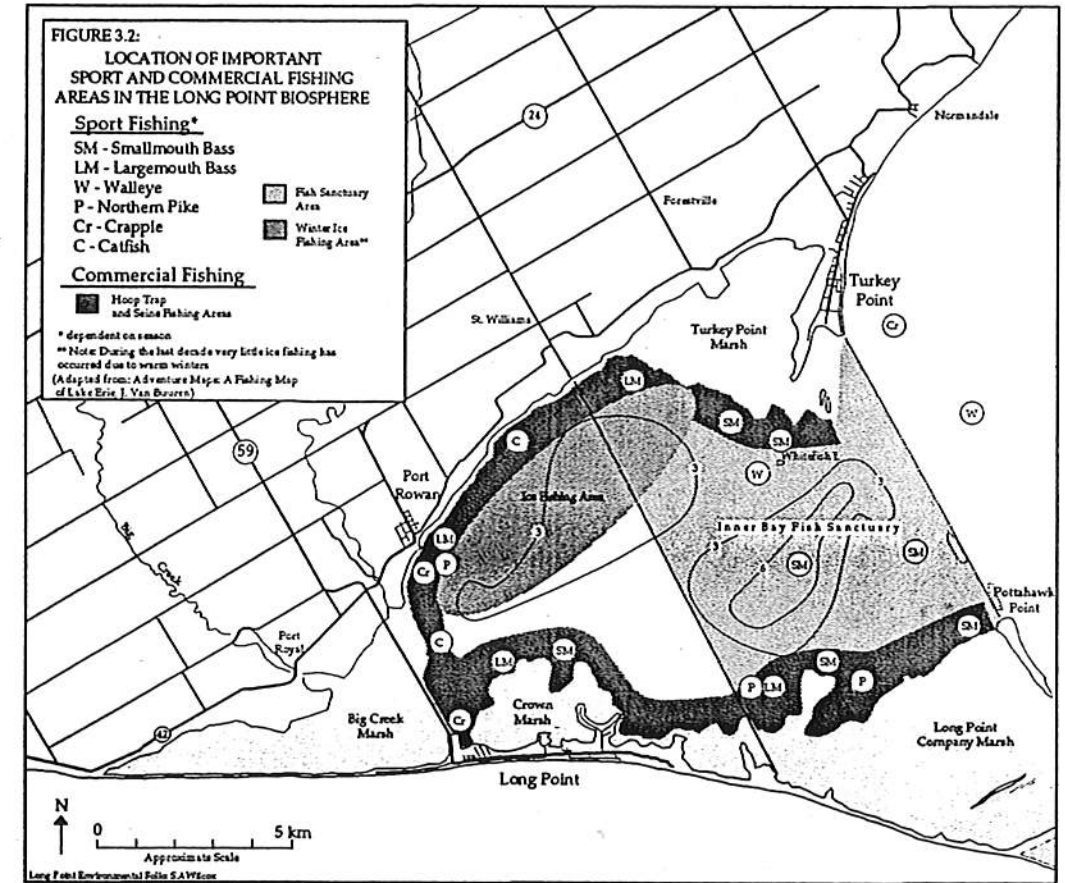 FIGURE 3.2:
LOCATION OF IMPORTANT
SPORT AND COMMERCIAL FISHING
AREAS IN THE LONG POINT BIOSPHERE
Sport Fishing*
SM - Smallmouth Bass
LM - Largemouth Bass
W - Walleye
P - Northern Pike
Cr - Crappie
C - Catfish
Fish Sanctuary
Area
Winter Ice
Fishing Area**
Commercial Fishing
Hoop Trap
and Seine Fishing Areas
* dependent on season
** Note: During the last decade very little ice fishing has
occurred due to warm winters
(Adapted from: Adventure Maps: A Fishing Map
of Lake Erie, J. Van Buuren)
24
Normandale
Forestville
Turkey
Point
Cr
St. Williams
Turkey Point
Marsh
LM
W
SM
C
SM
59
Whitefish I.
Port
Rowan
W
3
3
Ice Fishing Area
Inner Bay Fish Sanctuary
3
LM
3
SM
Cr
P
SM
6
Big
Creek
Pottahawk
Point
Port
Royal
C
SM
SM
LM
SM
P
LM
P
Cr
Crown
Marsh
Big Creek
Marsh
42
Long Point
Company Marsh
Long Point
N
0
5 km
Approximate Scale
Long Point Environmental Folio: S.A.Wilcox